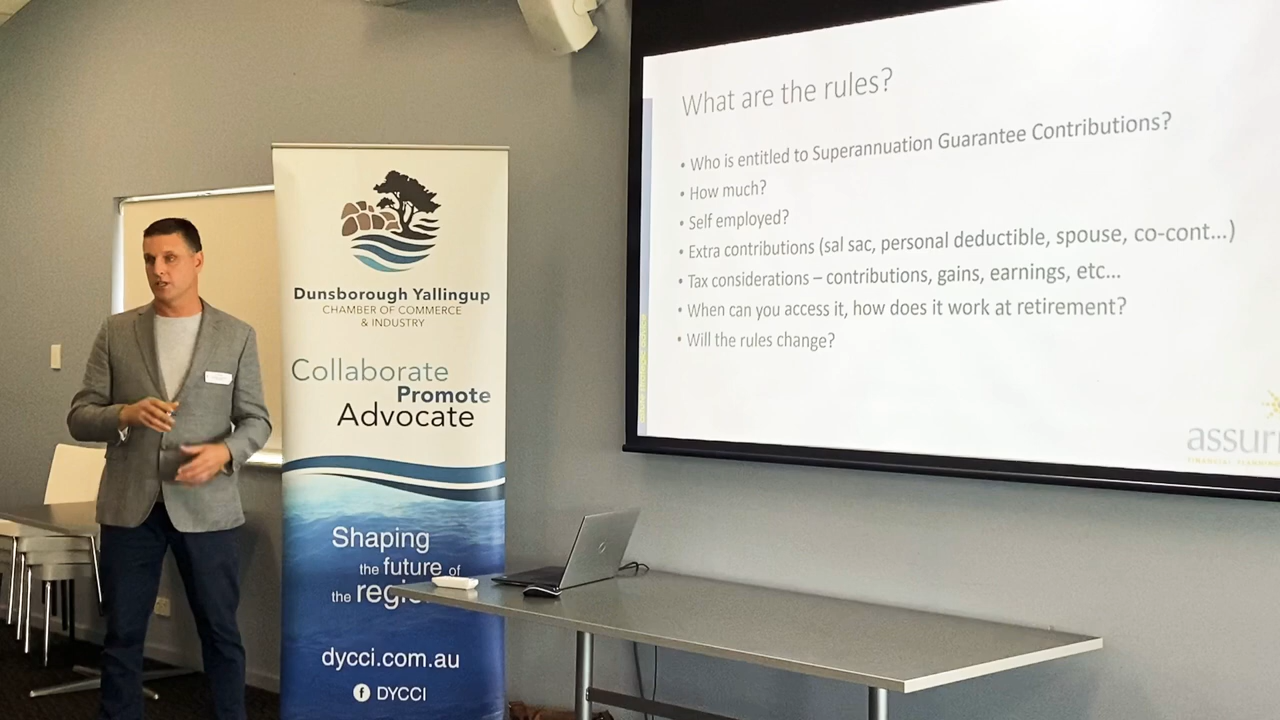 Dunsborough Yallingup
CHAMBER OF COMMERCE
& INDUSTRY
Collaborate
Promote
Advocate
Shaping
the future of
the
dycci.com.au
DYCCI
What are the rules?
• Who is entitled to Superannuation Guarantee Contributions?
• How much?
• Self employed?
• Extra contributions (sal sac, personal deductible, spouse, co-cont...)
• Tax considerations – contributions, gains, earnings, etc...
• When can you access it, how does it work at retirement?
• Will the rules change?